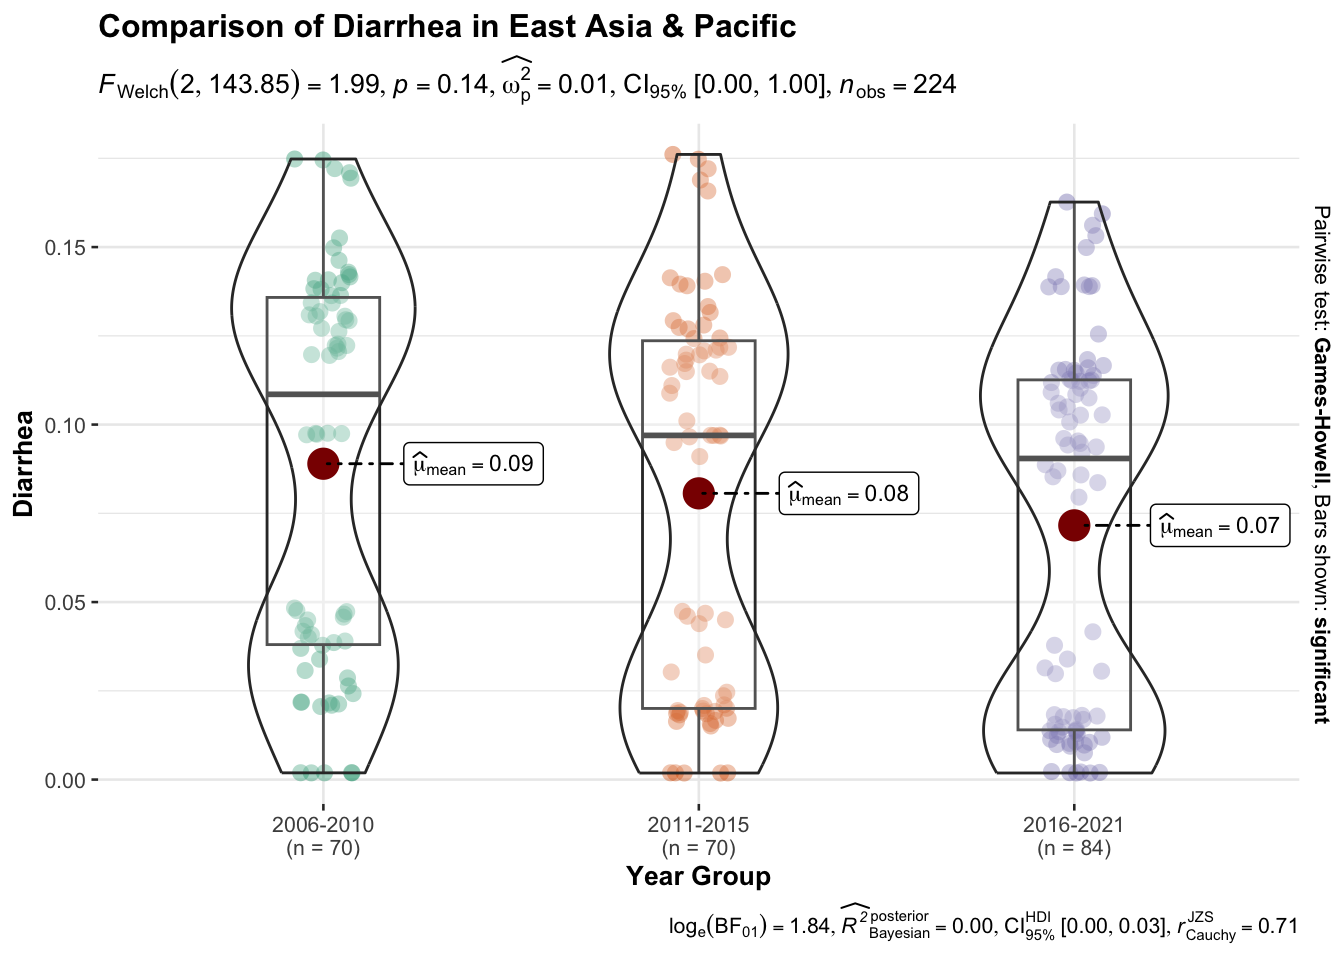 Comparison of Diarrhea in East Asia & Pacific
F_Welch(2, 143.85) = 1.99, p = 0.14, ω̂²_p = 0.01, CI_95% [0.00, 1.00], n_obs = 224
Diarrhea
0.15
0.10
0.05
0.00
μ̂_mean = 0.09
μ̂_mean = 0.08
μ̂_mean = 0.07
Pairwise test: Games-Howell, Bars shown: significant
2006-2010
(n = 70)
2011-2015
(n = 70)
2016-2021
(n = 84)
Year Group
log_e(BF_01) = 1.84, R̂²^posterior_Bayesian = 0.00, CI^HDI_95% [0.00, 0.03], r^JZS_Cauchy = 0.71